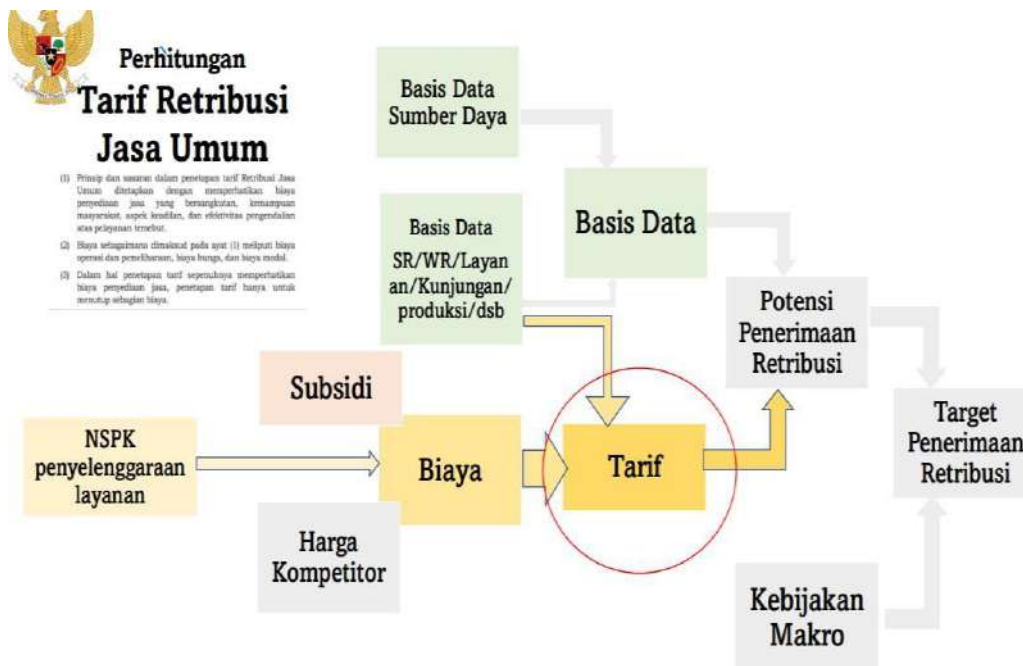 Perhitungan
Tarif Retribusi
Jasa Umum
(1) Prinsip dan sasaran dalam penetapan tarif Retribusi Jasa
Umum ditetapkan dengan memperhatikan biaya
penyediaan jasa yang bersangkutan, kemampuan
masyarakat, aspek keadilan, dan efektivitas pengendalian
atas pelayanan tersebut.
(2) Biaya sebagaimana dimaksud pada ayat (1) meliputi biaya
operasi dan pemeliharaan, biaya bunga, dan biaya modal.
(3) Dalam hal penetapan tarif sepenuhnya memperhatikan
biaya penyediaan jasa, penetapan tarif hanya untuk
menutup sebagian biaya.
Basis Data
Sumber Daya
Basis Data
SR/WR/Layan
an/Kunjungan/
produksi/dsb
Basis Data
Potensi
Penerimaan
Retribusi
Subsidi
NSPK
penyelenggaraan
layanan
Biaya
Tarif
Target
Penerimaan
Retribusi
Harga
Kompetitor
Kebijakan
Makro